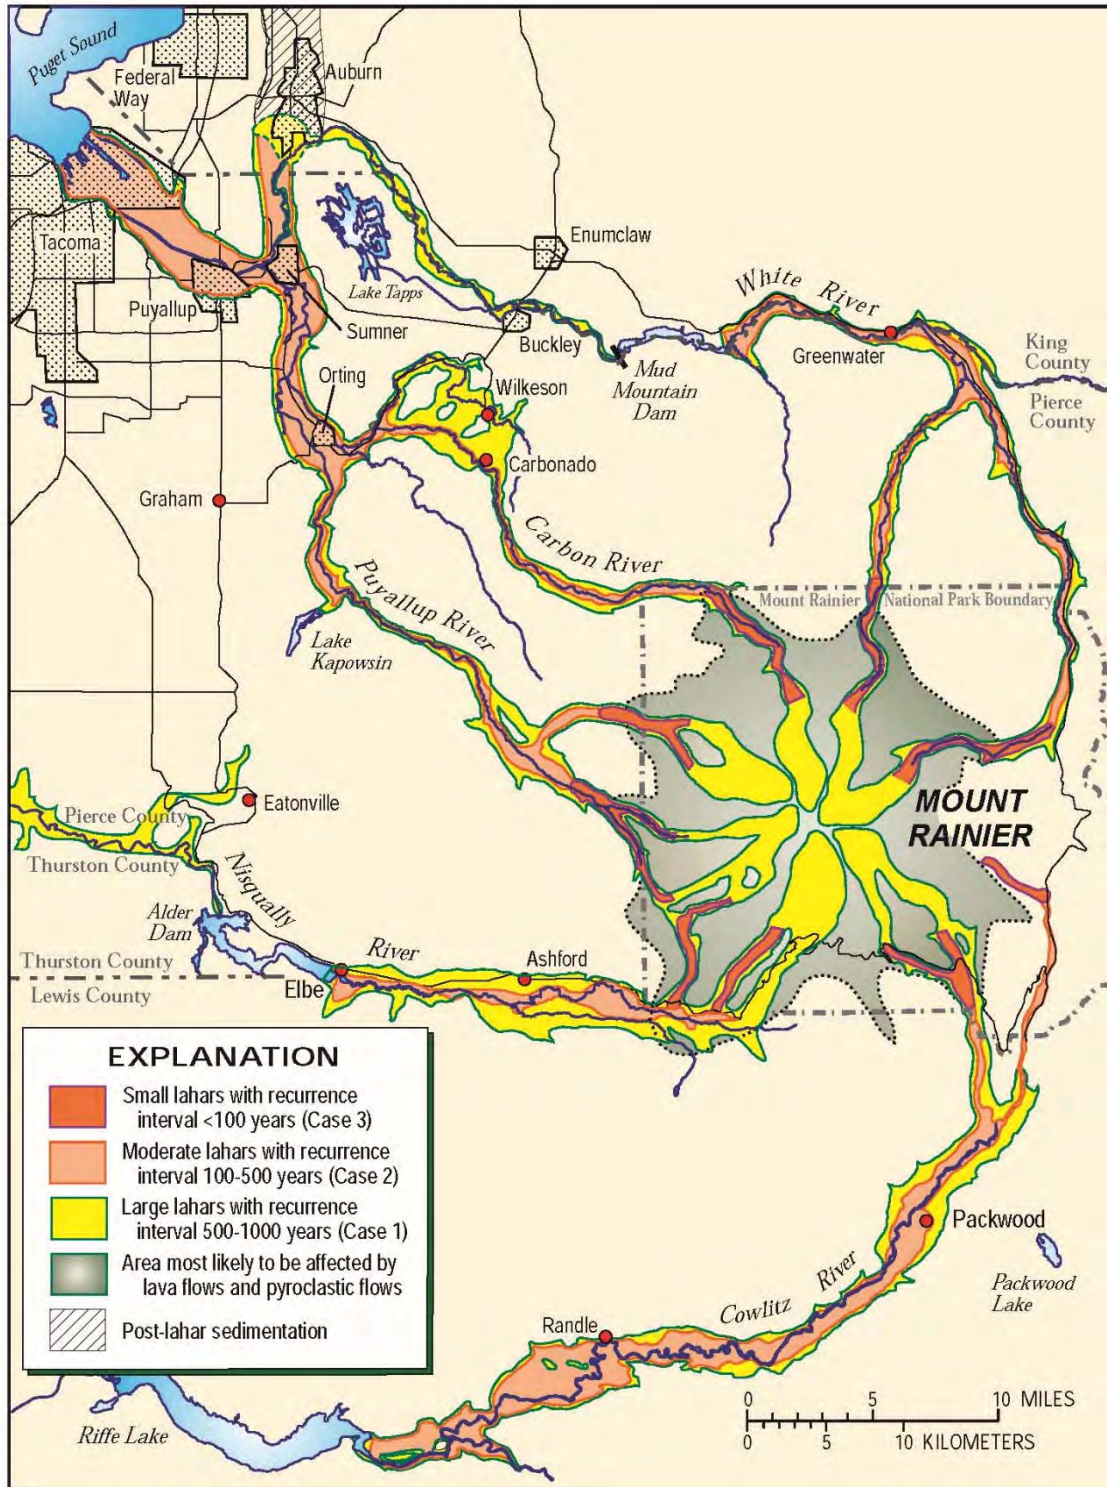 Puget Sound
Federal
Way
Auburn
Tacoma
Puyallup
Sumner
Lake Tapps
Enumclaw
Buckley
Mud
Mountain
Dam
White River
Greenwater
King
County
Pierce
County
Orting
Wilkeson
Carbonado
Graham
Carbon River
Puyallup River
Lake
Kapowsin
Mount Rainier National Park Boundary
MOUNT
RAINIER
Eatonville
Pierce County
Thurston County
Nisqually
River
Alder
Dam
Thurston County
Lewis County
Elbe
Ashford
EXPLANATION
Small lahars with recurrence
interval <100 years (Case 3)
Moderate lahars with recurrence
interval 100-500 years (Case 2)
Large lahars with recurrence
interval 500-1000 years (Case 1)
Area most likely to be affected by
lava flows and pyroclastic flows
Post-lahar sedimentation
Packwood
Packwood
Lake
Cowlitz River
Randle
Riffe Lake
0 5 10 MILES
0 5 10 KILOMETERS